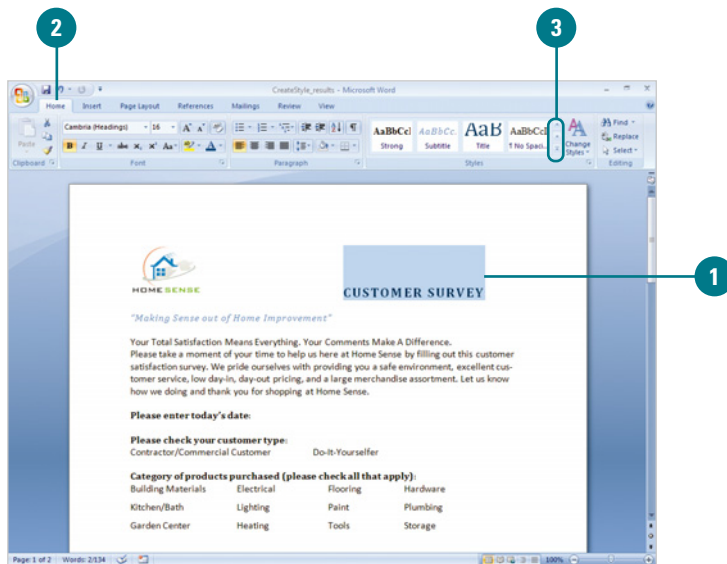 2
3
CreateStyle_results - Microsoft Word
Home Insert Page Layout References Mailings Review View
Cambria (Headings) 16
AaBbCcI AaBbCc. AaB AaBbCcI
Paste
B I U abc x, x' Aa A
Strong Subtitle Title ¶ No Spaci...
Change Styles
Find
Replace
Select
Clipboard Font Paragraph Styles Editing
HOMESENSE
CUSTOMER SURVEY
1
"Making Sense out of Home Improvement"
Your Total Satisfaction Means Everything. Your Comments Make A Difference.
Please take a moment of your time to help us here at Home Sense by filling out this customer
satisfaction survey. We pride ourselves with providing you a safe environment, excellent cus-
tomer service, low day-in, day-out pricing, and a large merchandise assortment. Let us know
how we doing and thank you for shopping at Home Sense.
Please enter today's date:
Please check your customer type:
Contractor/Commercial Customer Do-It-Yourselfer
Category of products purchased (please check all that apply):
Building Materials Electrical Flooring Hardware
Kitchen/Bath Lighting Paint Plumbing
Garden Center Heating Tools Storage
Page: 1 of 2 Words: 2/134 100%